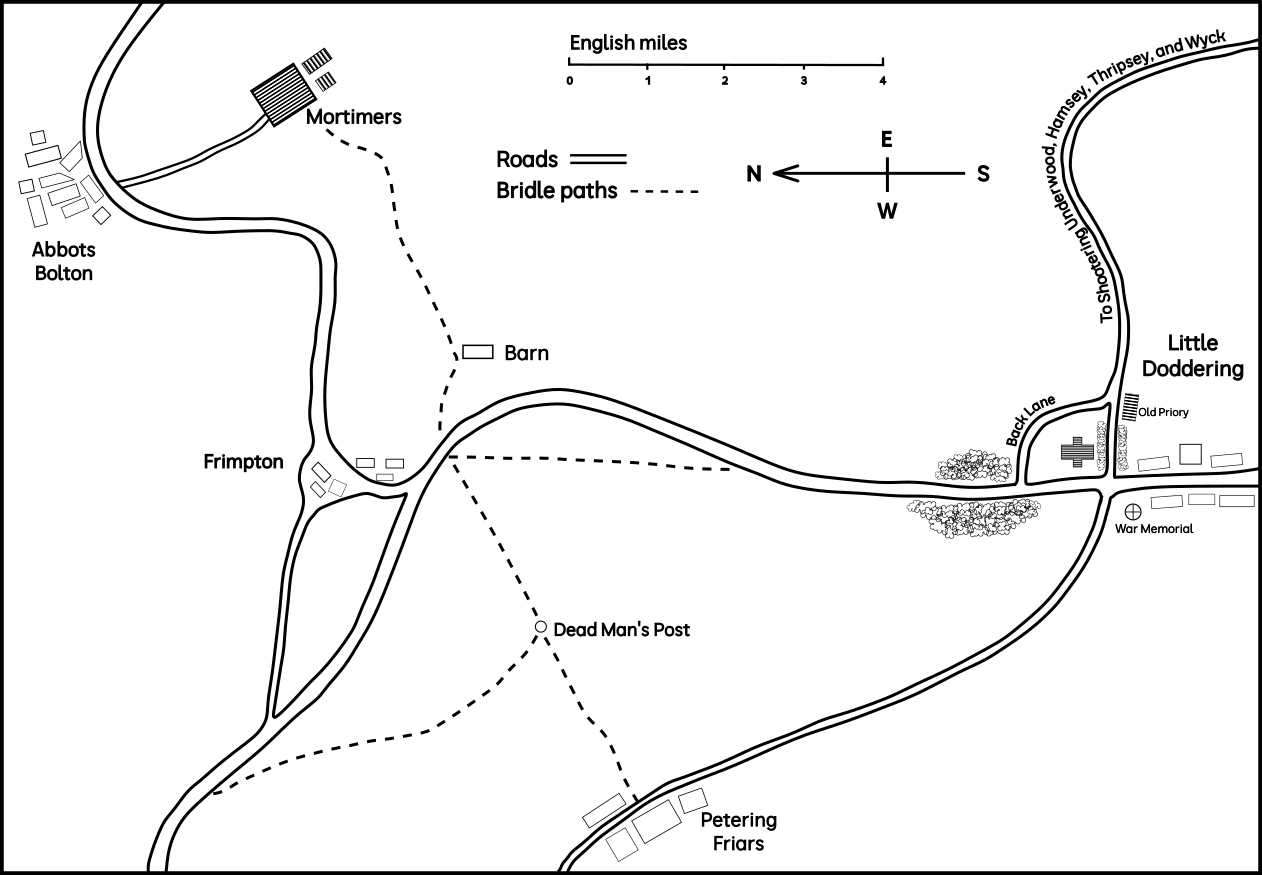 English miles
0 1 2 3 4
Mortimers
Roads
Bridle paths
E
N S
W
To Shootering Underwood, Hamsey, Thripsey, and Wyck
Abbots
Bolton
Barn
Little
Doddering
Back Lane
Old Priory
Frimpton
War Memorial
Dead Man's Post
Petering
Friars